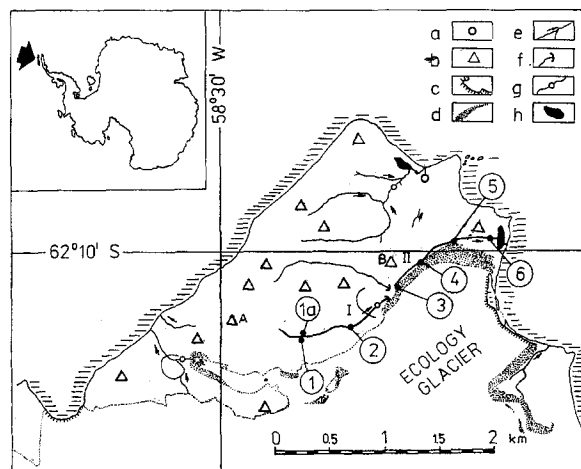 a
b
c
d
e
f
g
h
58°30' W
62°10' S
5
B
II
6
4
3
A
1a
I
2
1
ECOLOGY
GLACIER
0 0.5 1 1.5 2
km